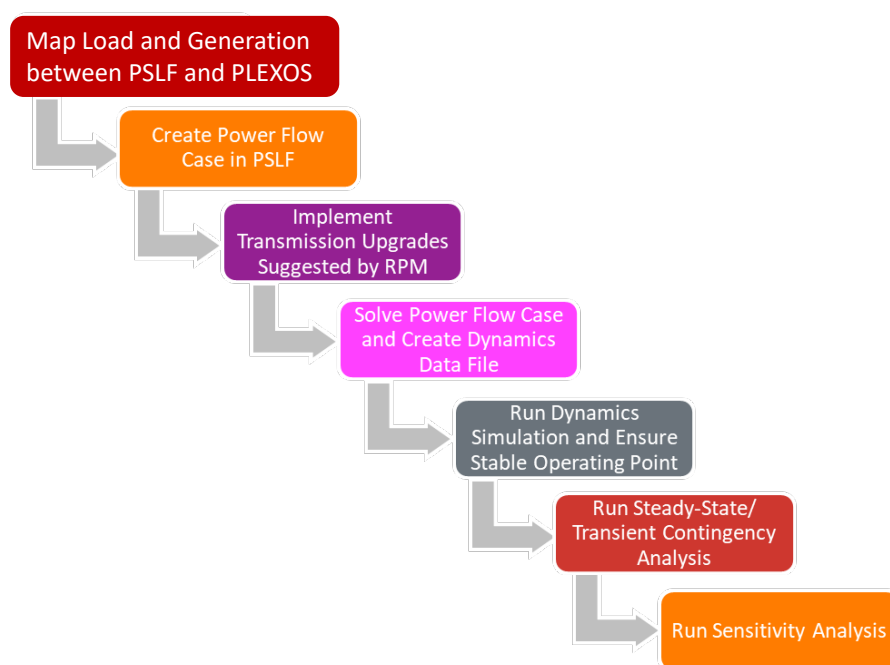 Map Load and Generation
between PSLF and PLEXOS
Create Power Flow
Case in PSLF
Implement
Transmission Upgrades
Suggested by RPM
Solve Power Flow Case
and Create Dynamics
Data File
Run Dynamics
Simulation and Ensure
Stable Operating Point
Run Steady-State/
Transient Contingency
Analysis
Run Sensitivity Analysis